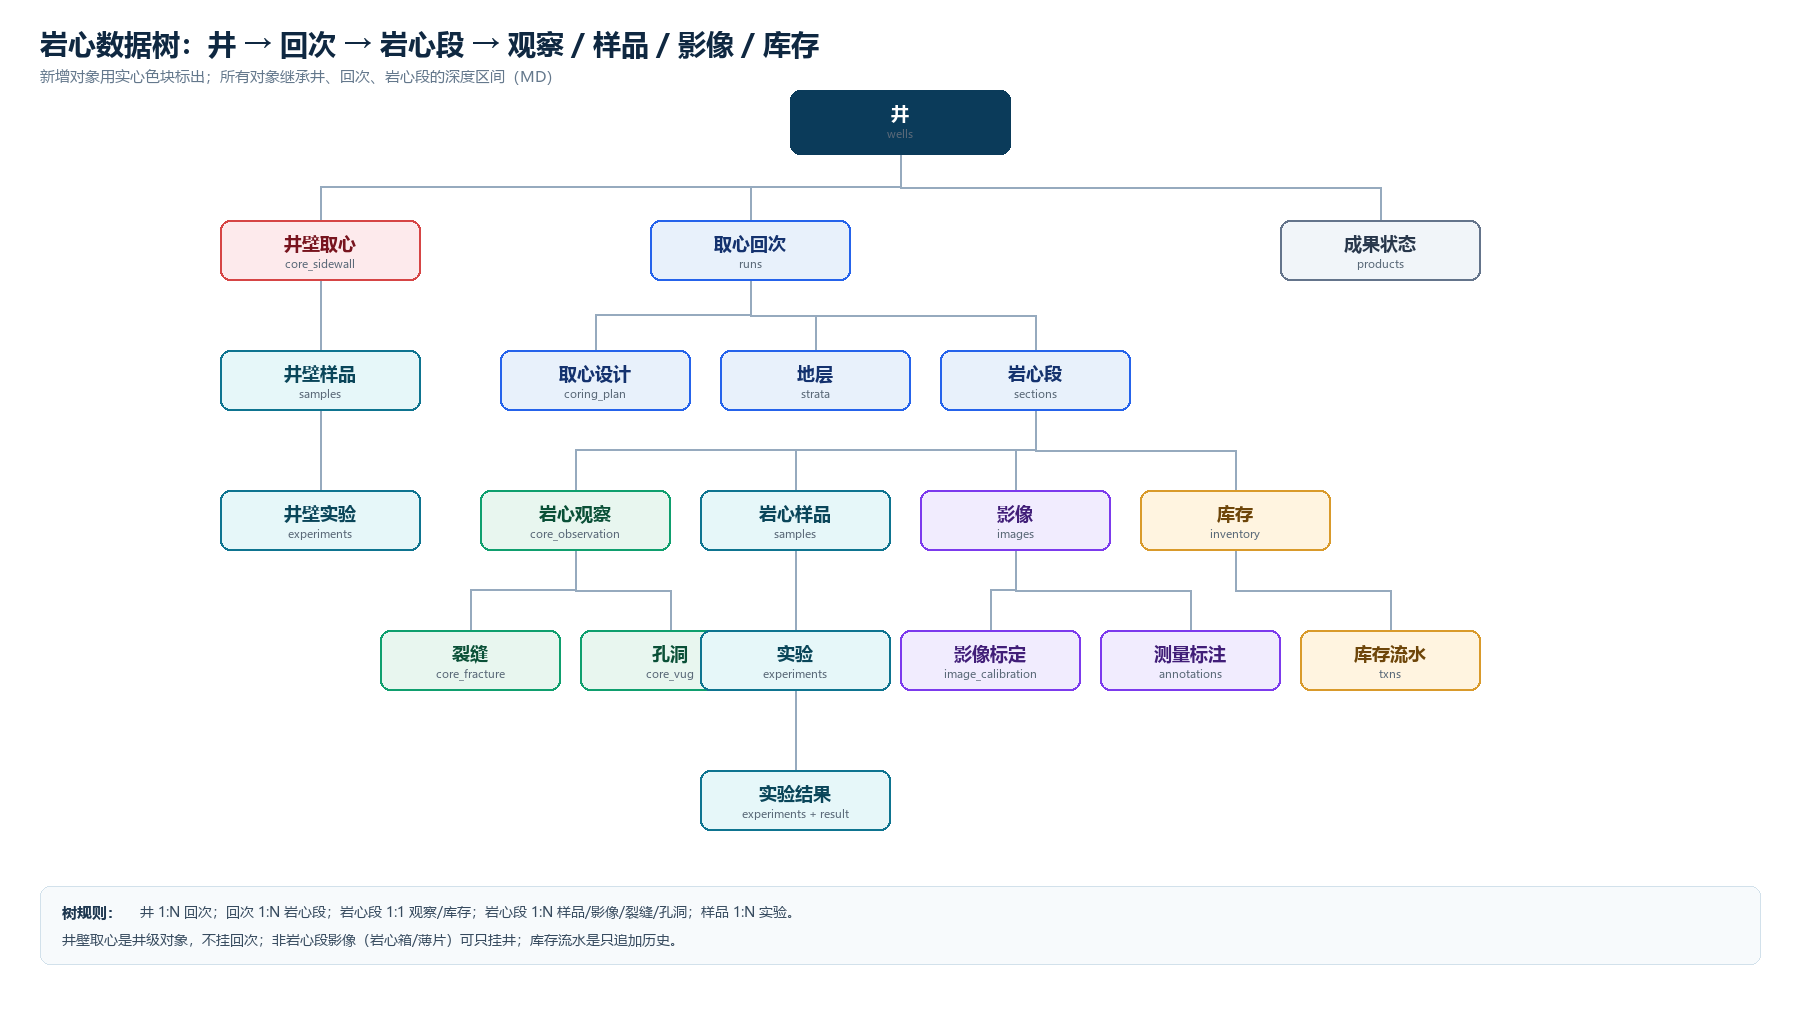 岩心数据树：井 → 回次 → 岩心段 → 观察 / 样品 / 影像 / 库存
新增对象用实心色块标出；所有对象继承井、回次、岩心段的深度区间（MD）
井
wells
井壁取心
core_sidewall
取心回次
runs
成果状态
products
井壁样品
samples
取心设计
coring_plan
地层
strata
岩心段
sections
井壁实验
experiments
岩心观察
core_observation
岩心样品
samples
影像
images
库存
inventory
裂缝
core_fracture
孔洞
core_vug
实验
experiments
影像标定
image_calibration
测量标注
annotations
库存流水
txns
实验结果
experiments + result
树规则： 井 1:N 回次；回次 1:N 岩心段；岩心段 1:1 观察/库存；岩心段 1:N 样品/影像/裂缝/孔洞；样品 1:N 实验。
井壁取心是井级对象，不挂回次；非岩心段影像（岩心箱/薄片）可只挂井；库存流水是只追加历史。